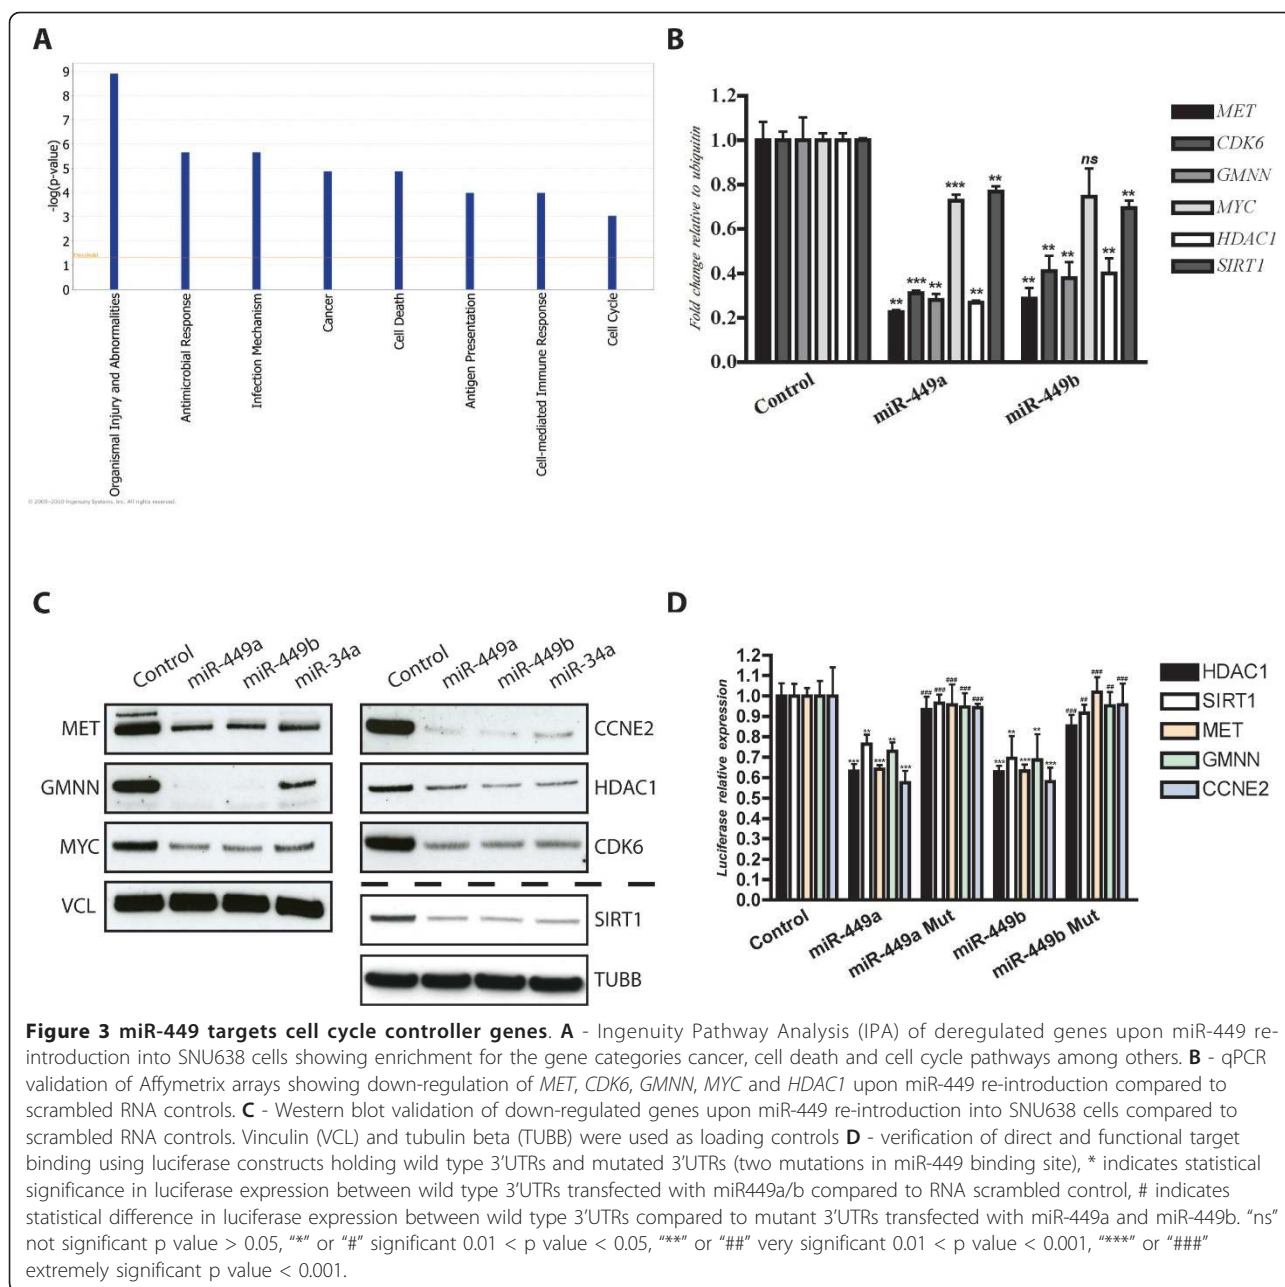 A
-log(p-value)
9
8
7
6
5
4
3
2
1
0
Threshold
Organismal Injury and Abnormalities
Antimicrobial Response
Infection Mechanism
Cancer
Cell Death
Antigen Presentation
Cell-mediated Immune Response
Cell Cycle
© 2000-2010 Ingenuity Systems, Inc. All rights reserved.
B
Fold change relative to ubiquitin
1.2
1.0
0.8
0.6
0.4
0.2
0.0
** *** ** *** ** **
** ** ** ns ** **
Control
miR-449a
miR-449b
MET
CDK6
GMNN
MYC
HDAC1
SIRT1
C
Control miR-449a miR-449b miR-34a
MET
GMNN
MYC
VCL
Control miR-449a miR-449b miR-34a
CCNE2
HDAC1
CDK6
SIRT1
TUBB
D
Luciferase relative expression
1.2
1.1
1.0
0.9
0.8
0.7
0.6
0.5
0.4
0.3
0.2
0.1
0.0
*** ** *** ** ***
### ### ### ### ###
*** ** *** ** ***
### ## ### ## ###
Control
miR-449a
miR-449a Mut
miR-449b
miR-449b Mut
HDAC1
SIRT1
MET
GMNN
CCNE2
Figure 3 miR-449 targets cell cycle controller genes. A - Ingenuity Pathway Analysis (IPA) of deregulated genes upon miR-449 re-
introduction into SNU638 cells showing enrichment for the gene categories cancer, cell death and cell cycle pathways among others. B - qPCR
validation of Affymetrix arrays showing down-regulation of MET, CDK6, GMNN, MYC and HDAC1 upon miR-449 re-introduction compared to
scrambled RNA controls. C - Western blot validation of down-regulated genes upon miR-449 re-introduction into SNU638 cells compared to
scrambled RNA controls. Vinculin (VCL) and tubulin beta (TUBB) were used as loading controls D - verification of direct and functional target
binding using luciferase constructs holding wild type 3'UTRs and mutated 3'UTRs (two mutations in miR-449 binding site), * indicates statistical
significance in luciferase expression between wild type 3'UTRs transfected with miR449a/b compared to RNA scrambled control, # indicates
statistical difference in luciferase expression between wild type 3'UTRs compared to mutant 3'UTRs transfected with miR-449a and miR-449b. "ns"
not significant p value > 0.05, "*" or "#" significant 0.01 < p value < 0.05, "**" or "##" very significant 0.01 < p value < 0.001, "***" or "###"
extremely significant p value < 0.001.